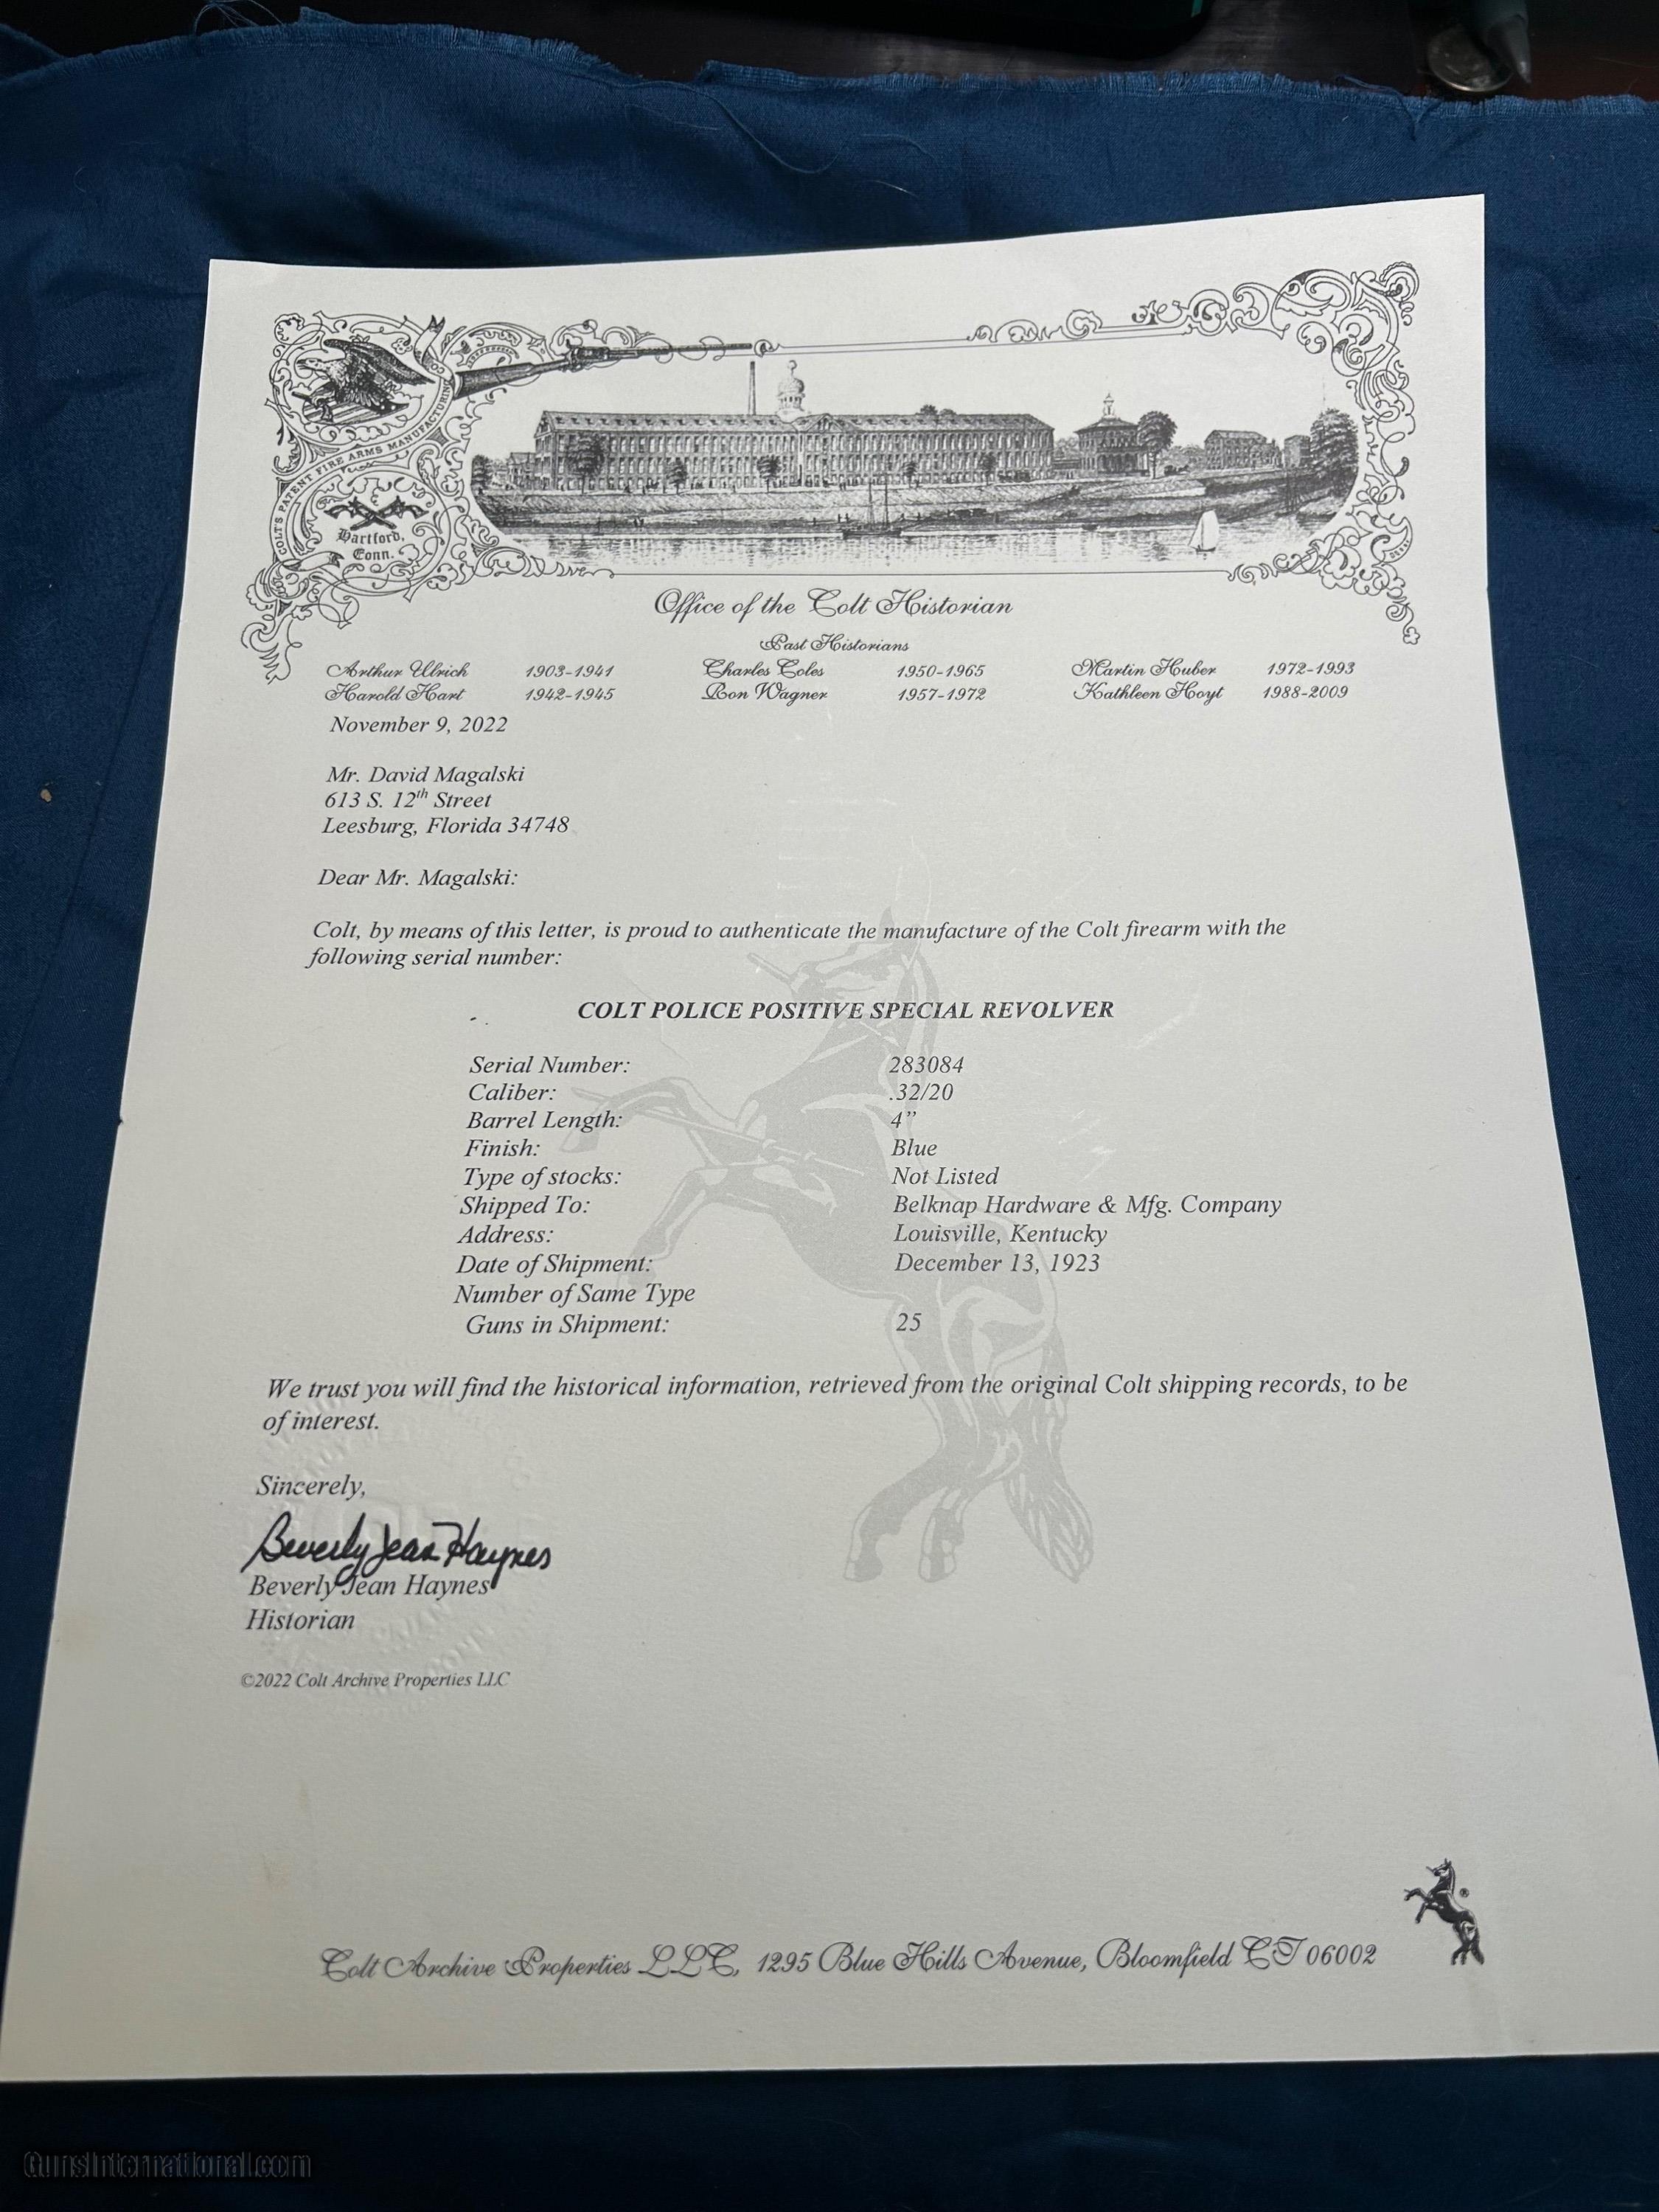 COLTS PATENT FIRE ARMS MANUFACTURING CO
Hartford,
Conn.
Office of the Colt Historian
Past Historians
Arthur Ulrich 1903-1941 Charles Coles 1950-1965 Martin Huber 1972-1993
Harold Hart 1942-1945 Ron Wagner 1957-1972 Kathleen Hoyt 1988-2009
November 9, 2022
Mr. David Magalski
613 S. 12th Street
Leesburg, Florida 34748
Dear Mr. Magalski:
Colt, by means of this letter, is proud to authenticate the manufacture of the Colt firearm with the
following serial number:
COLT POLICE POSITIVE SPECIAL REVOLVER
Serial Number: 283084
Caliber: .32/20
Barrel Length: 4”
Finish: Blue
Type of stocks: Not Listed
Shipped To: Belknap Hardware & Mfg. Company
Address: Louisville, Kentucky
Date of Shipment: December 13, 1923
Number of Same Type
Guns in Shipment: 25
We trust you will find the historical information, retrieved from the original Colt shipping records, to be
of interest.
Sincerely,
Beverly Jean Haynes
Beverly Jean Haynes
Historian
©2022 Colt Archive Properties LLC
®
Colt Archive Properties LLC, 1295 Blue Hills Avenue, Bloomfield CT 06002
GunsInternational.com